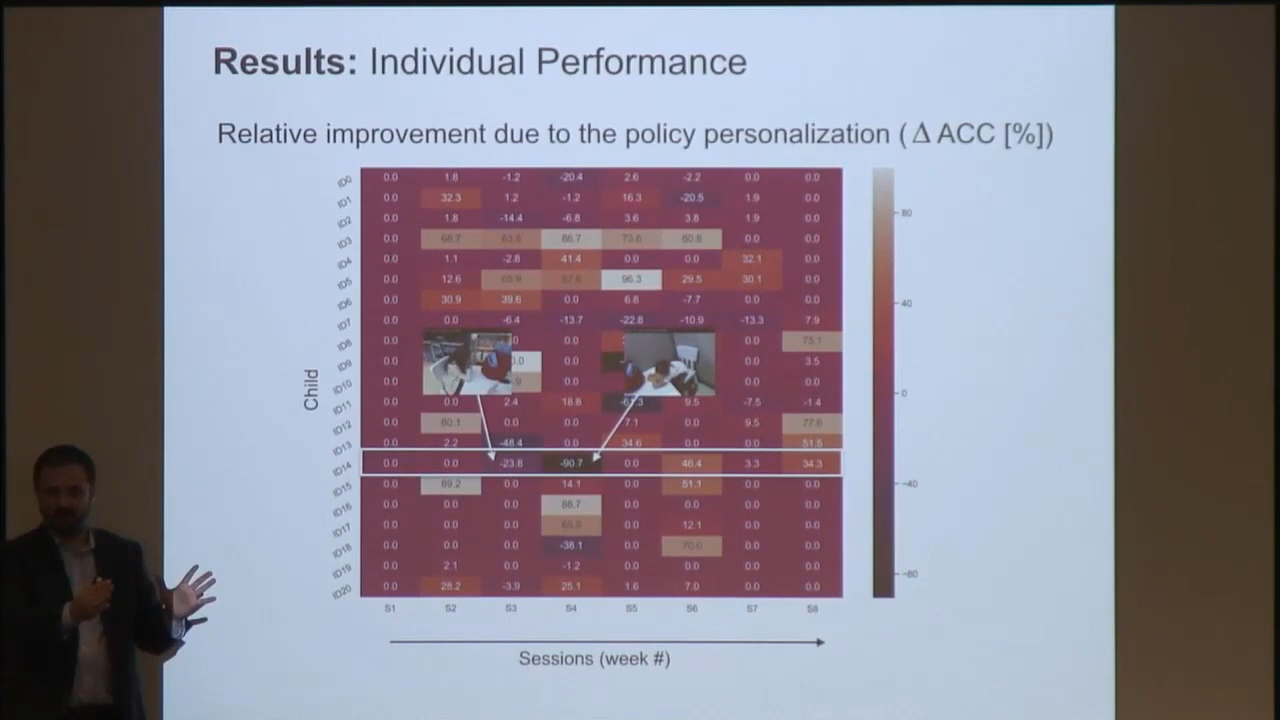 Results: Individual Performance
Relative improvement due to the policy personalization (Δ ACC [%])
ID0 0.0 1.8 -1.2 -20.4 2.6 -2.2 0.0 0.0
ID1 0.0 32.3 1.2 -1.2 16.3 -20.5 1.9 0.0
ID2 0.0 1.8 -14.4 -6.8 3.6 3.8 1.9 0.0
ID3 0.0 86.7 60.8 0.0 0.0
ID4 0.0 1.1 -2.8 41.4 0.0 0.0 32.1 0.0
ID5 0.0 12.6 96.3 29.5 30.1 0.0
ID6 0.0 30.9 39.6 0.0 6.8 -7.7 0.0 0.0
ID7 0.0 0.0 -6.4 -13.7 -22.8 -10.9 -13.3 7.9
ID8 0.0 0.0 0.0 75.1
ID9 0.0 0.0 0.0 3.5
ID10 0.0 0.0 0.0 0.0
ID11 0.0 0.0 2.4 18.8 9.5 -7.5 -1.4
ID12 0.0 80.1 0.0 0.0 7.1 0.0 9.5 77.6
ID13 0.0 2.2 -48.4 0.0 34.6 0.0 0.0 51.5
ID14 0.0 0.0 -23.8 -90.7 0.0 46.4 3.3 34.3
ID15 0.0 89.2 0.0 14.1 0.0 51.1 0.0 0.0
ID16 0.0 0.0 0.0 88.7 0.0 0.0 0.0 0.0
ID17 0.0 0.0 0.0 65.9 0.0 12.1 0.0 0.0
ID18 0.0 0.0 0.0 -38.1 0.0 70.0 0.0 0.0
ID19 0.0 2.1 0.0 -1.2 0.0 0.0 0.0 0.0
ID20 0.0 28.2 -3.9 25.1 1.6 7.0 0.0 0.0
S1 S2 S3 S4 S5 S6 S7 S8
Child
Sessions (week #)
80
40
0
-40
-80